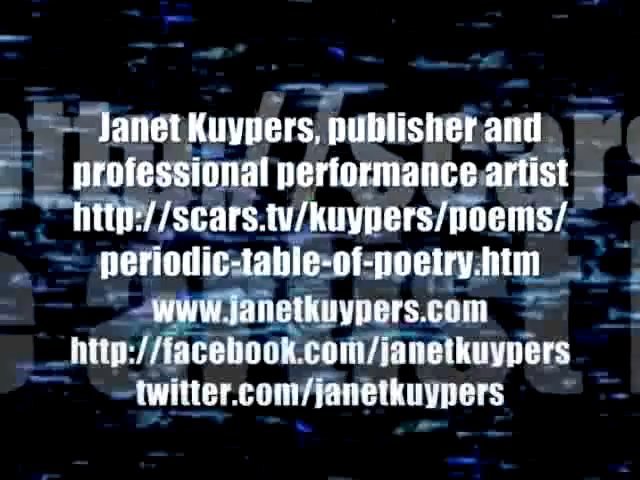 Janet Kuypers, publisher and
professional performance artist
http://scars.tv/kuypers/poems/
periodic-table-of-poetry.htm
www.janetkuypers.com
http://facebook.com/janetkuypers
twitter.com/janetkuypers